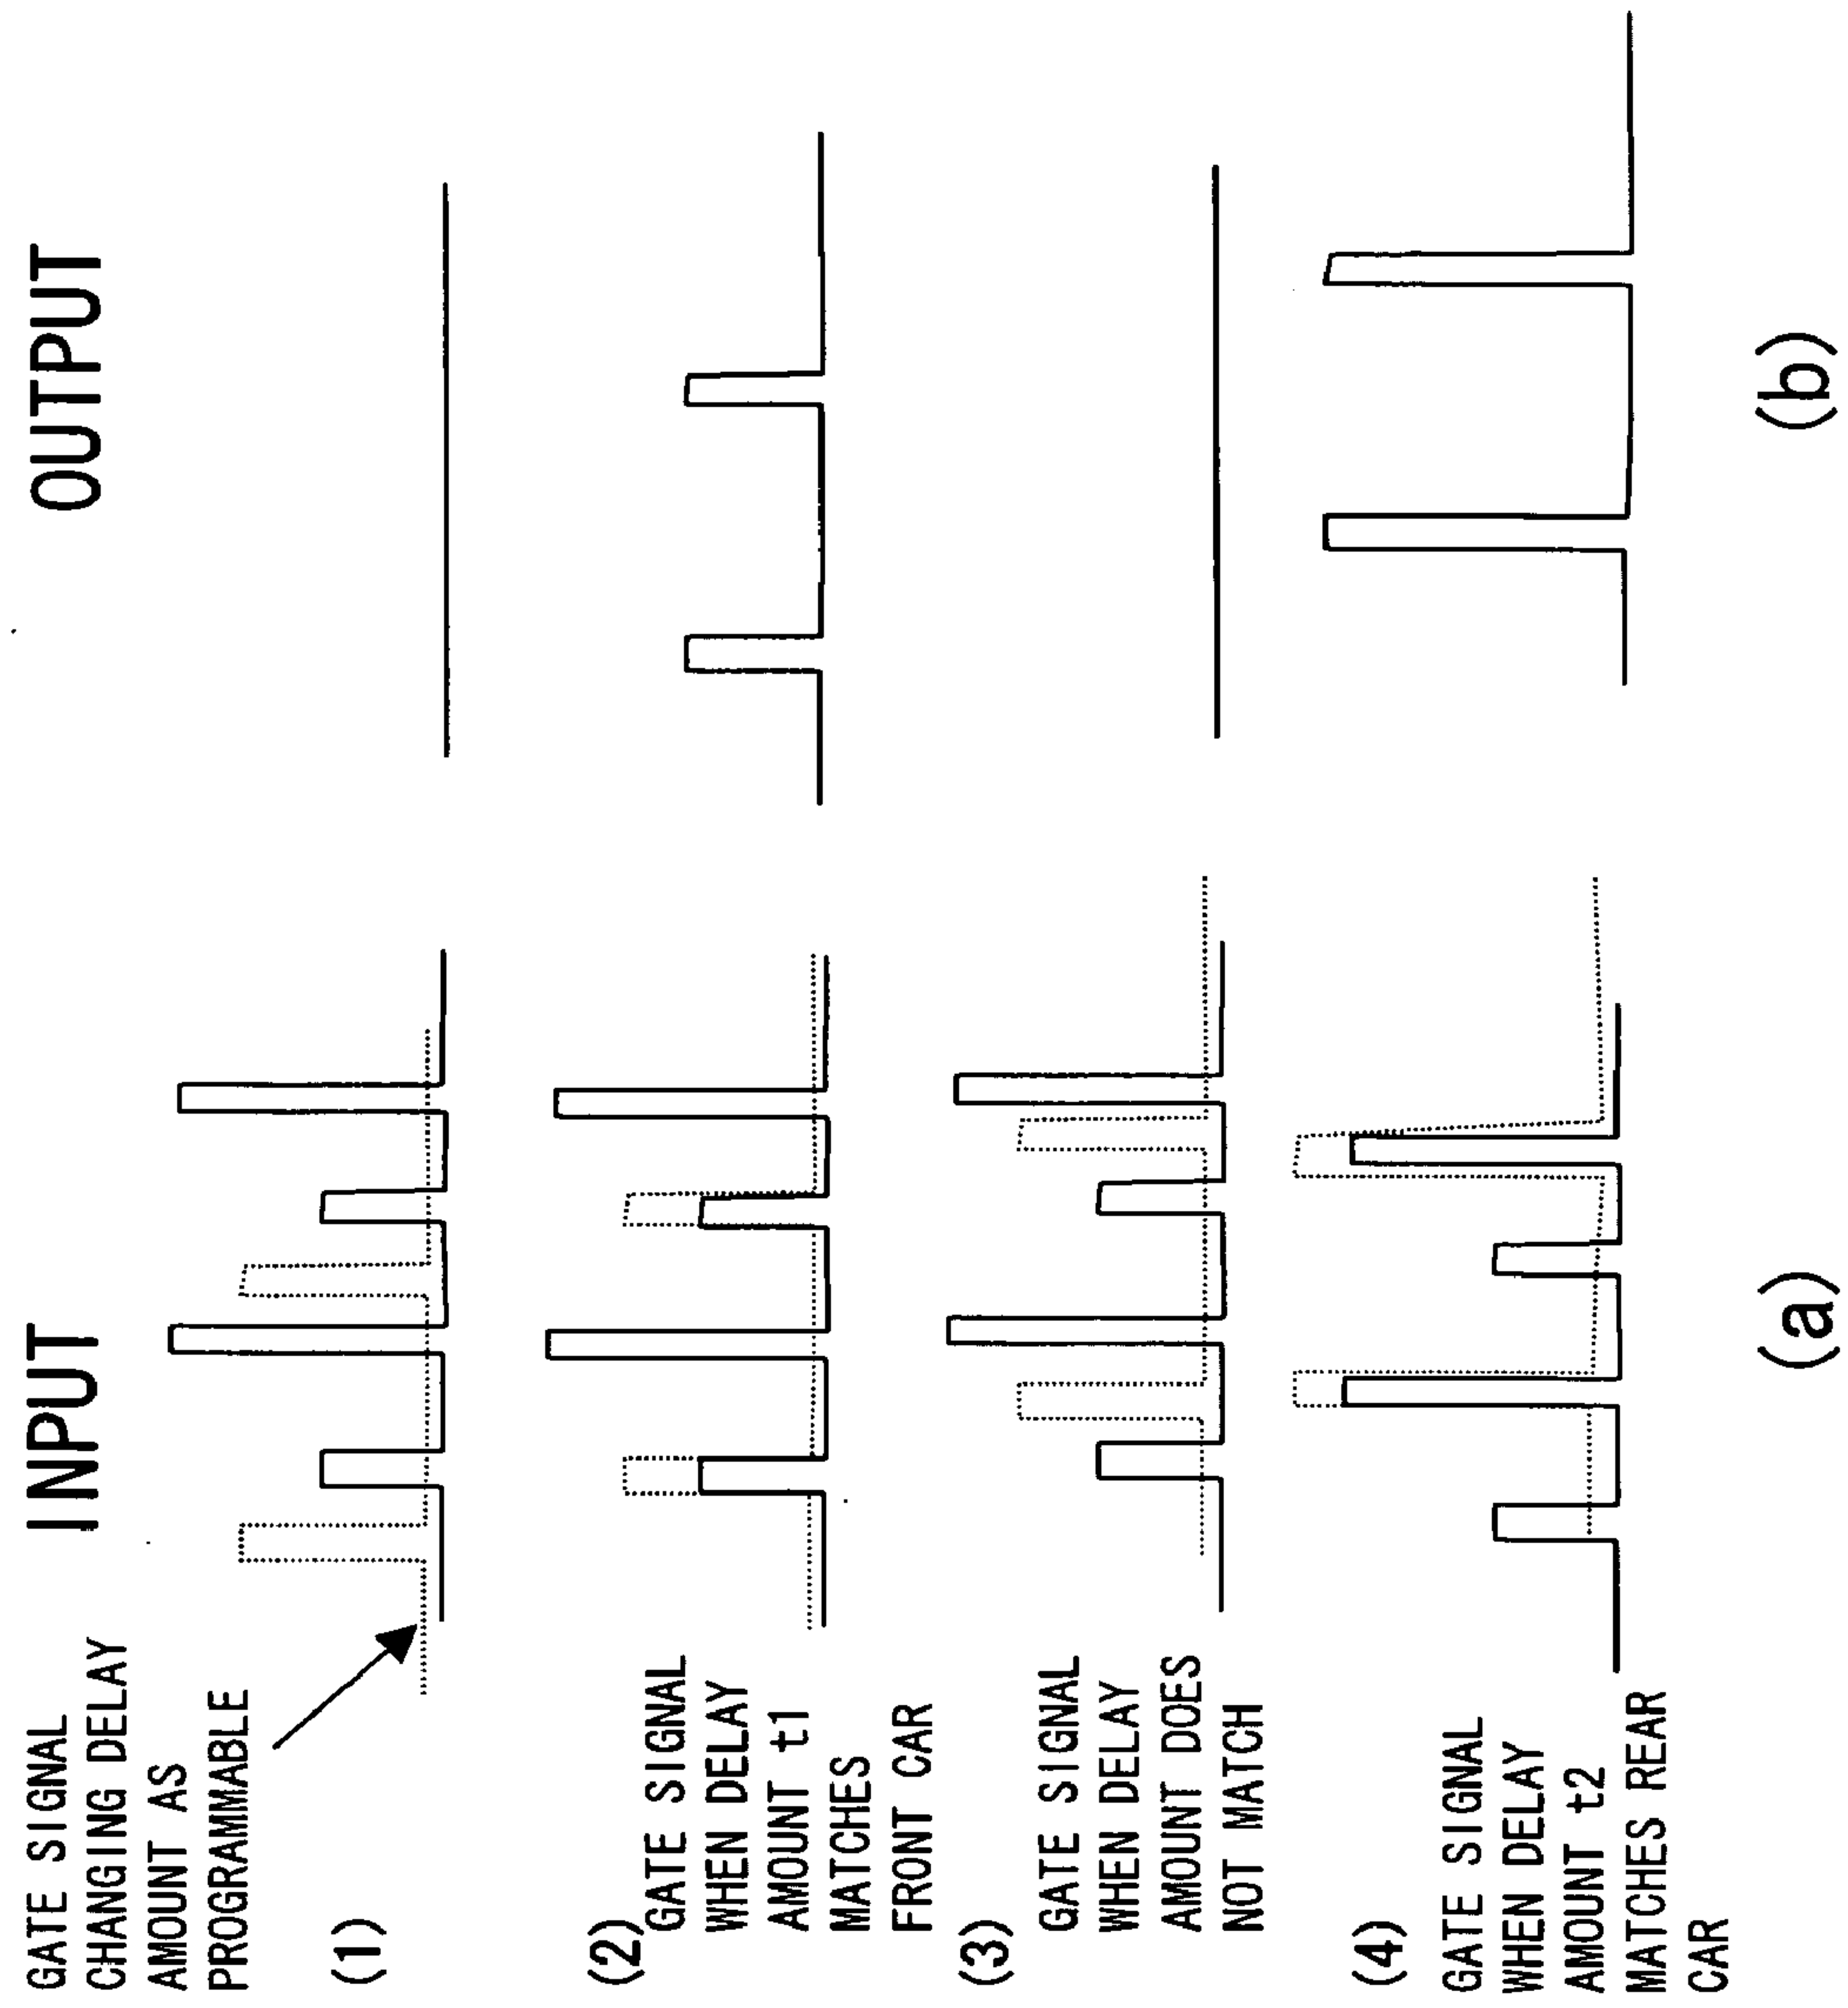 INPUT
OUTPUT
GATE SIGNAL
CHANGING DELAY
AMOUNT AS
PROGRAMMABLE
(1)
(2)
GATE SIGNAL
WHEN DELAY
AMOUNT t1
MATCHES
FRONT CAR
(3)
GATE SIGNAL
WHEN DELAY
AMOUNT DOES
NOT MATCH
(4)
GATE SIGNAL
WHEN DELAY
AMOUNT t2
MATCHES REAR
CAR
(a)
(b)